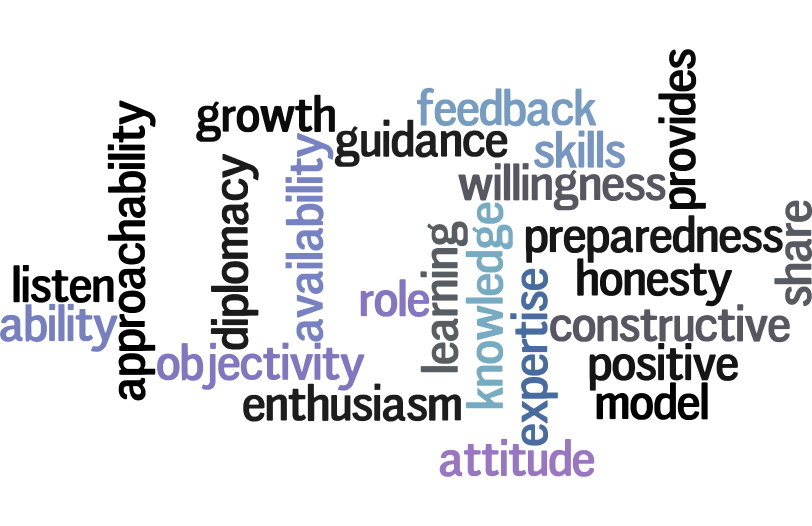 provides
feedback
growth
guidance
approachability
skills
availability
diplomacy
willingness
share
knowledge
preparedness
learning
honesty
listen
expertise
role
ability
constructive
objectivity
positive
enthusiasm
model
attitude